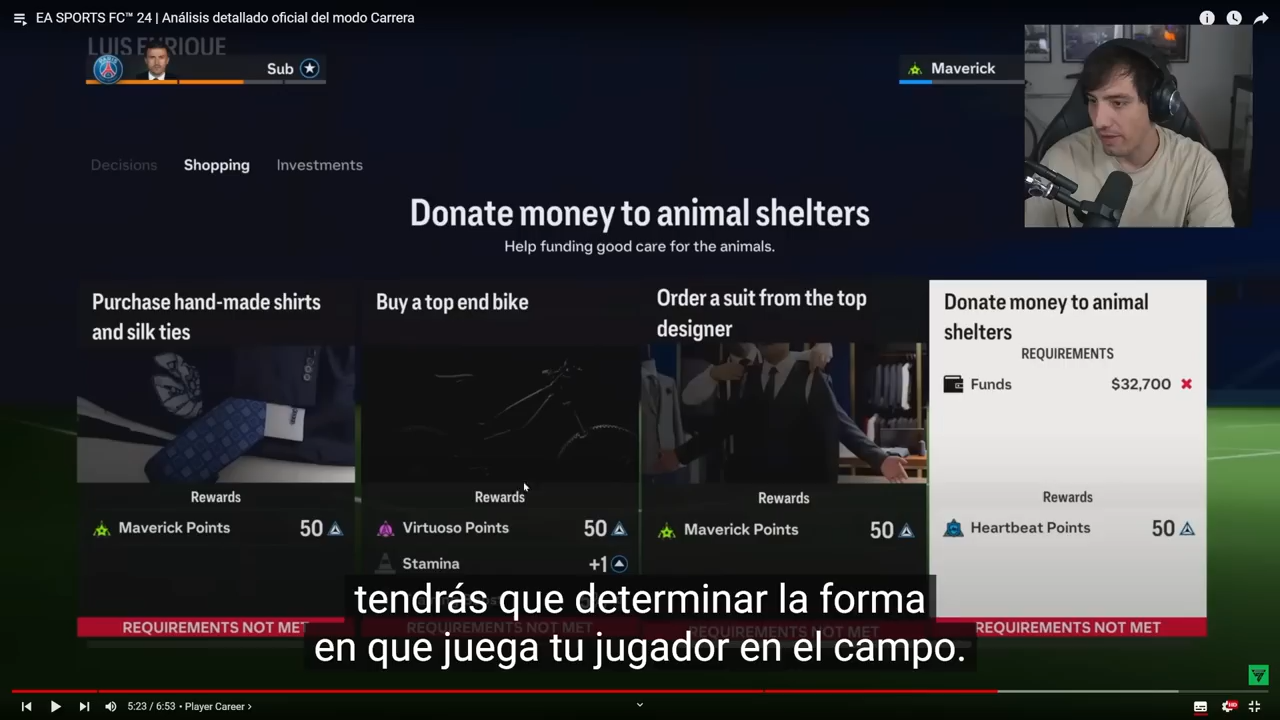 EA SPORTS FC™ 24 | Análisis detallado oficial del modo Carrera
LUIS ENRIQUE
Sub
Maverick
Decisions Shopping Investments
Donate money to animal shelters
Help funding good care for the animals.
Purchase hand-made shirts
and silk ties
Rewards
Maverick Points 50
REQUIREMENTS NOT MET
Buy a top end bike
Rewards
Virtuoso Points 50
Stamina +1
REQUIREMENTS NOT MET
Order a suit from the top
designer
Rewards
Maverick Points 50
REQUIREMENTS NOT MET
Donate money to animal
shelters
REQUIREMENTS
Funds $32,700
Rewards
Heartbeat Points 50
REQUIREMENTS NOT MET
tendrás que determinar la forma
en que juega tu jugador en el campo.
5:23 / 6:53 • Player Career
HD